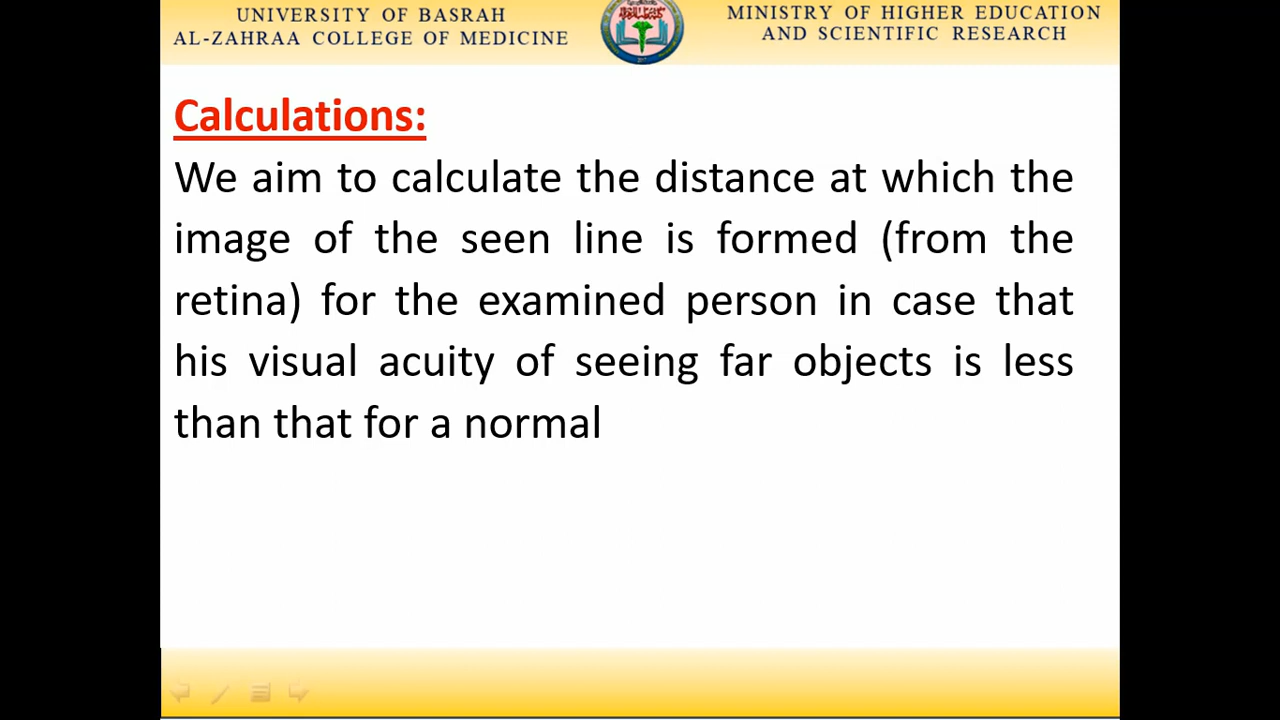 UNIVERSITY OF BASRAH
AL-ZAHRAA COLLEGE OF MEDICINE
MINISTRY OF HIGHER EDUCATION
AND SCIENTIFIC RESEARCH
Calculations:
We aim to calculate the distance at which the
image of the seen line is formed (from the
retina) for the examined person in case that
his visual acuity of seeing far objects is less
than that for a normal